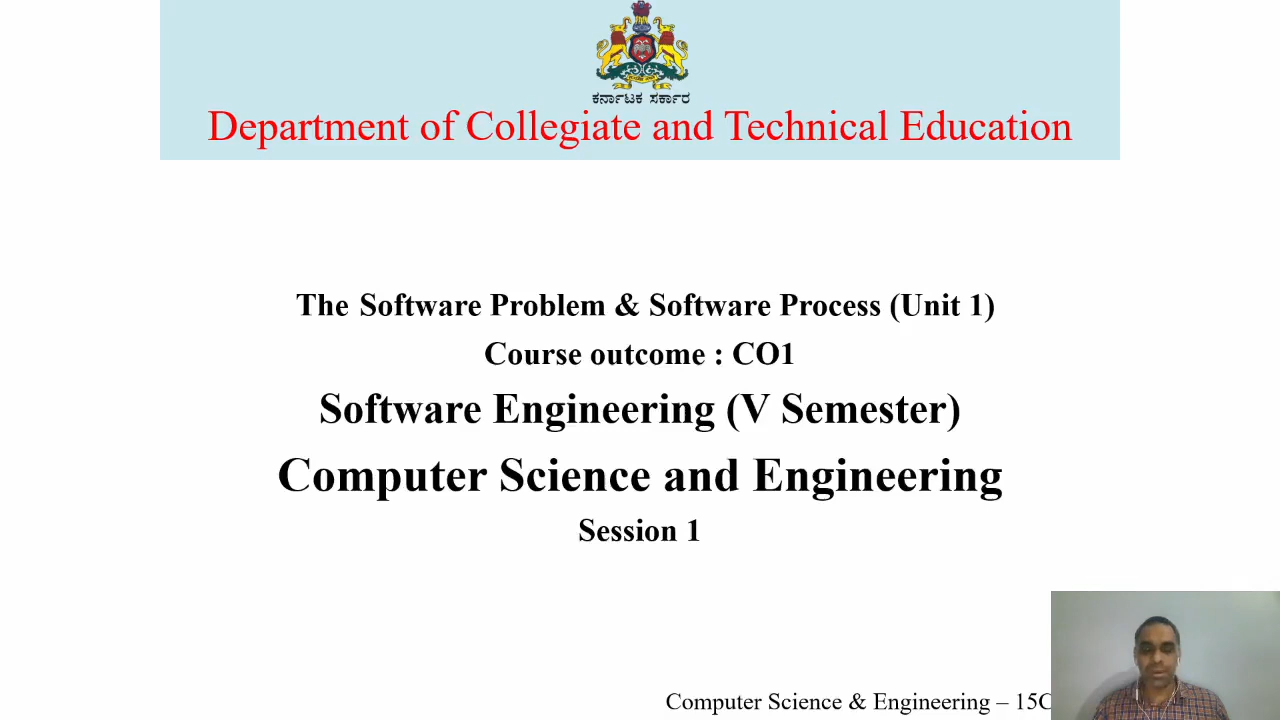 ಕರ್ನಾಟಕ ಸರ್ಕಾರ
Department of Collegiate and Technical Education
The Software Problem & Software Process (Unit 1)
Course outcome : CO1
Software Engineering (V Semester)
Computer Science and Engineering
Session 1
Computer Science & Engineering – 15C